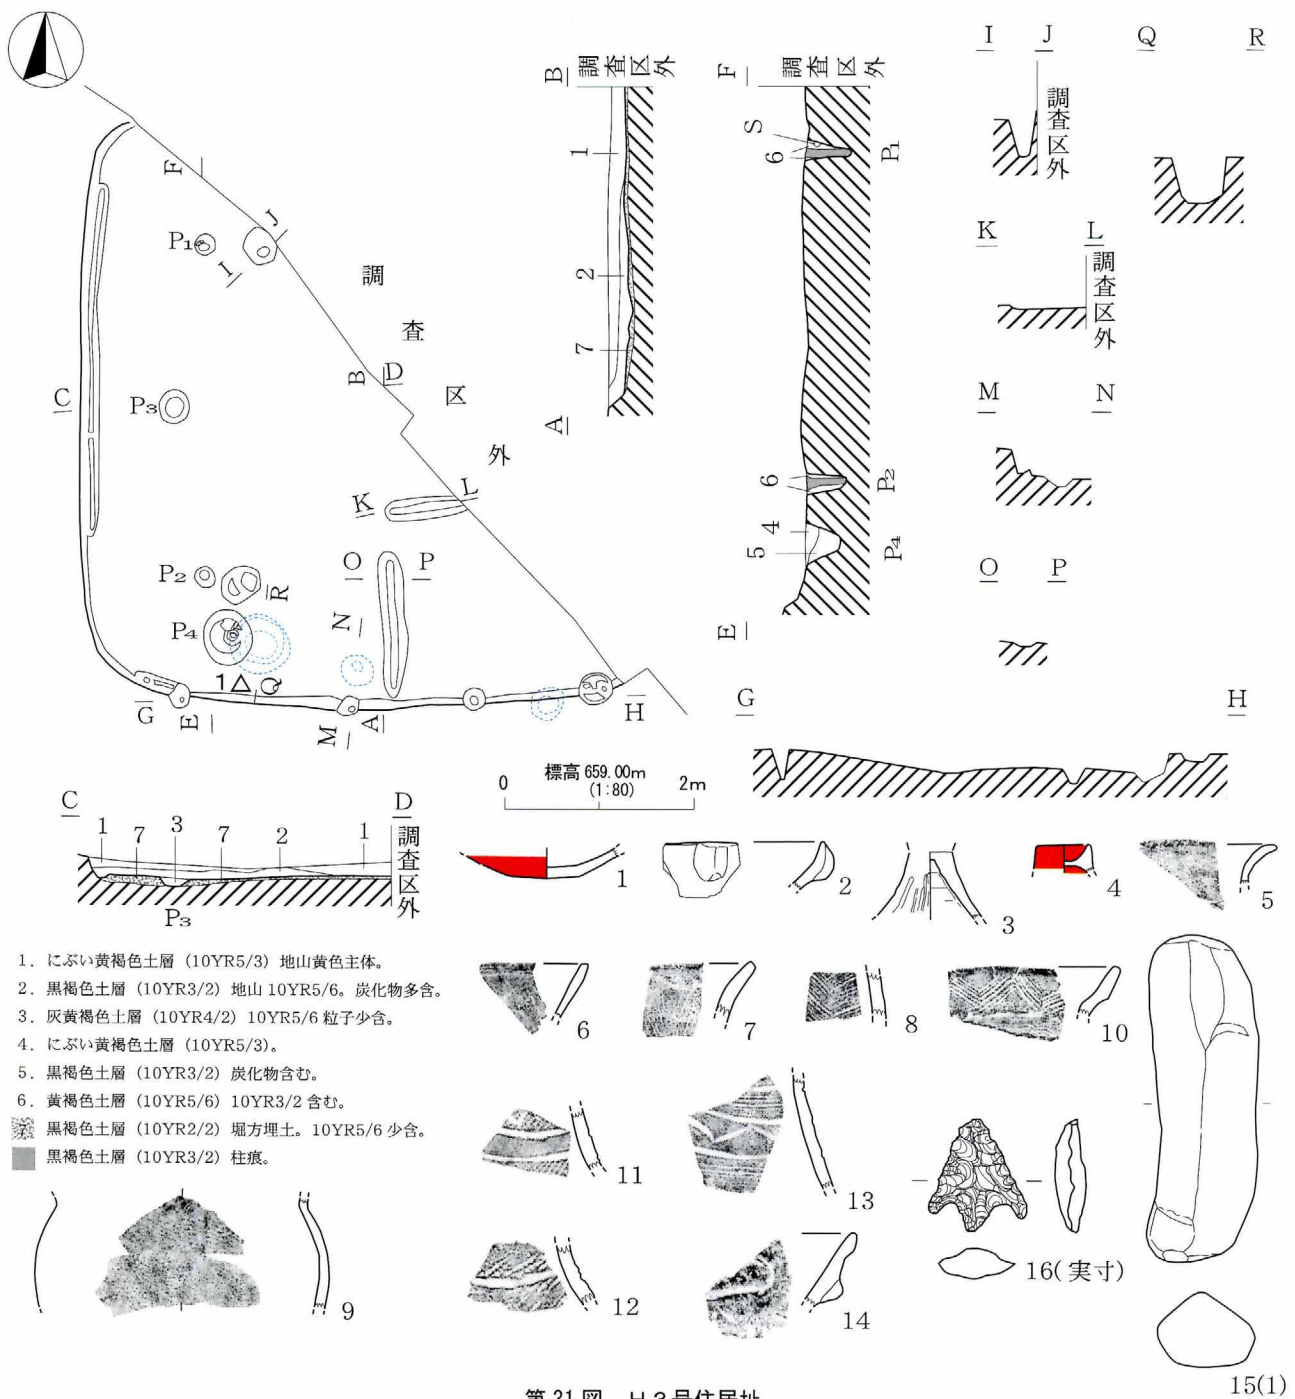 B 調査区外
F 調査区外
I J
調査区外
Q R
S
6
P1
1
2
7
A
6
P2
4
5
P4
E
K L
調査区外
M N
O P
F
J
P1
I
調査区外
B D
C
P3
K L
O P
P2
R
P4
N
1△ Q
G E M A H
G H
標高 659.00m
(1:80)
0 2m
C D
1 7 3 7 2 1
調査区外
P3
1. にぶい黄褐色土層 (10YR5/3) 地山黄色主体。
2. 黒褐色土層 (10YR3/2) 地山 10YR5/6。炭化物多含。
3. 灰黄褐色土層 (10YR4/2) 10YR5/6 粒子少含。
4. にぶい黄褐色土層 (10YR5/3)。
5. 黒褐色土層 (10YR3/2) 炭化物含む。
6. 黄褐色土層 (10YR5/6) 10YR3/2 含む。
黒褐色土層 (10YR2/2) 堀方埋土。10YR5/6 少含。
黒褐色土層 (10YR3/2) 柱痕。
1
2
3
4
5
6
7
8
10
11
13
9
12
14
16(実寸)
15(1)